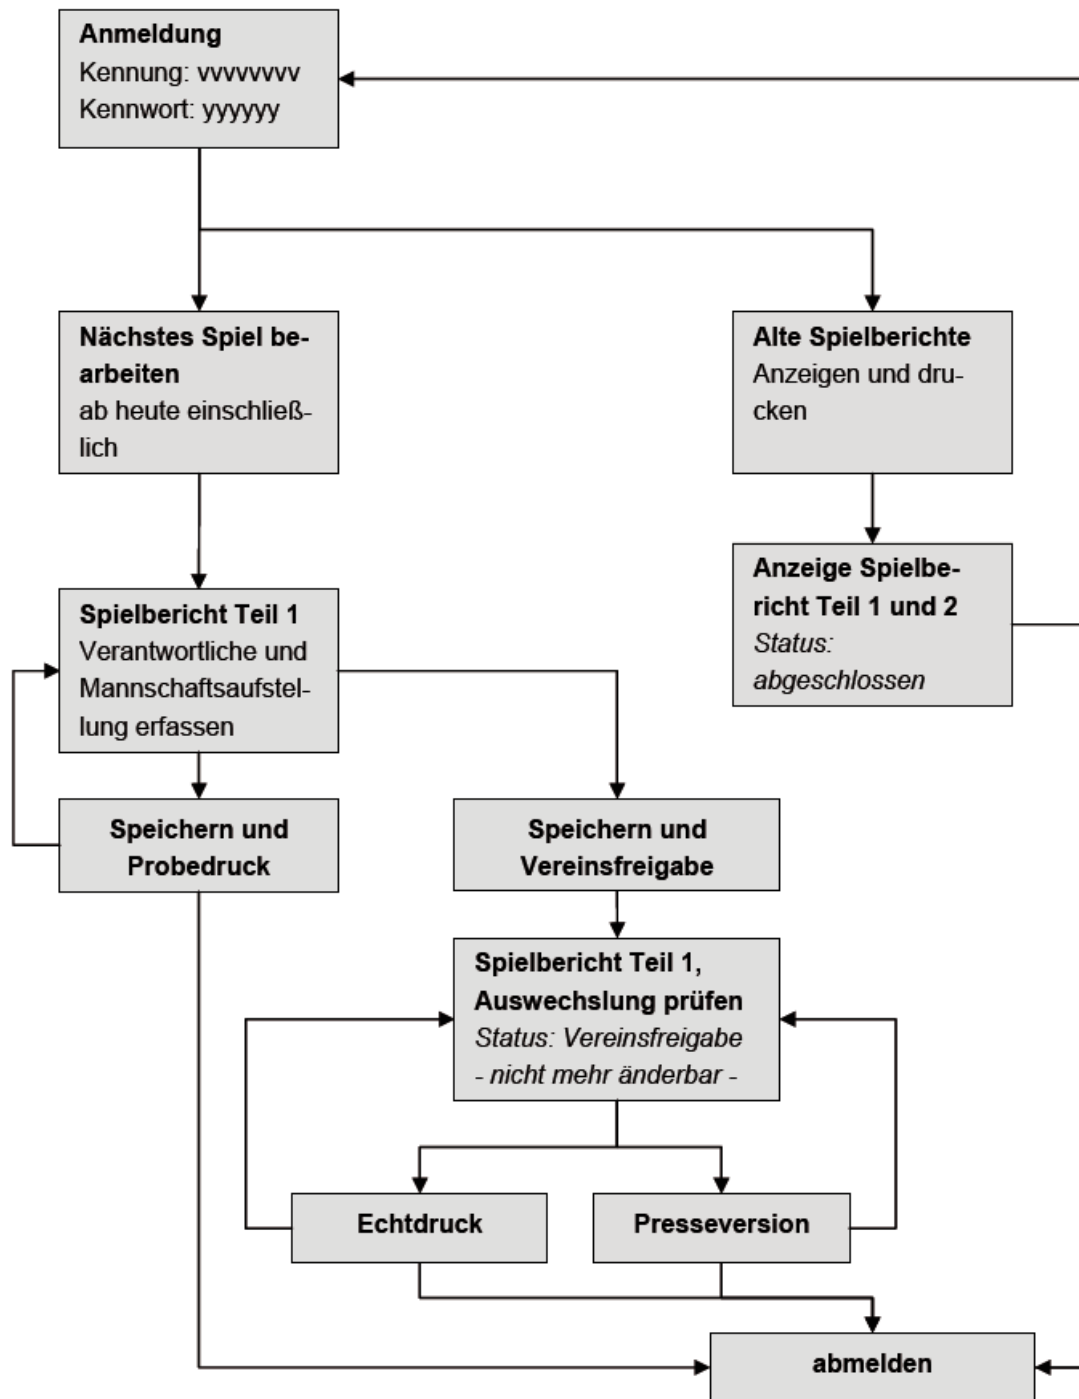 Anmeldung
Kennung: vvvvvvvv
Kennwort: yyyyyy
Nächstes Spiel be-
arbeiten
ab heute einschließ-
lich
Alte Spielberichte
Anzeigen und dru-
cken
Anzeige Spielbe-
richt Teil 1 und 2
Status:
abgeschlossen
Spielbericht Teil 1
Verantwortliche und
Mannschaftsaufstel-
lung erfassen
Speichern und
Probedruck
Speichern und
Vereinsfreigabe
Spielbericht Teil 1,
Auswechslung prüfen
Status: Vereinsfreigabe
- nicht mehr änderbar -
Echtdruck
Presseversion
abmelden